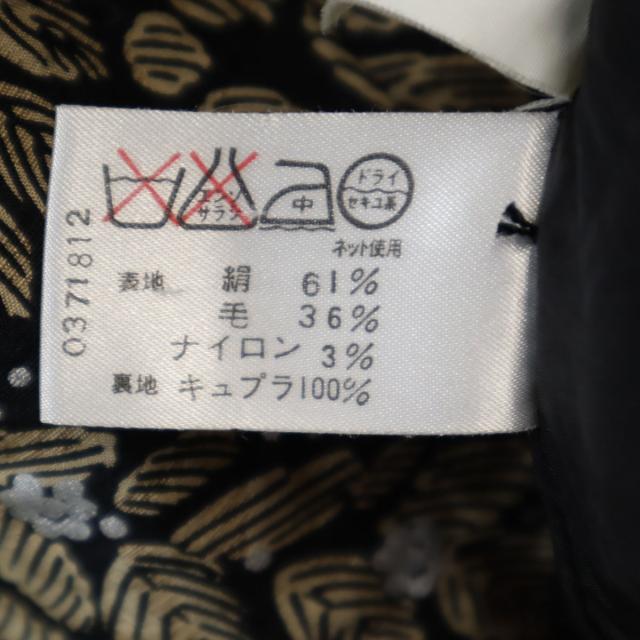 エンソ
サラシ
中
ドライ
セキユ系
ネット使用
表地 絹 61%
毛 36%
ナイロン 3%
裏地 キュプラ100%
0371812